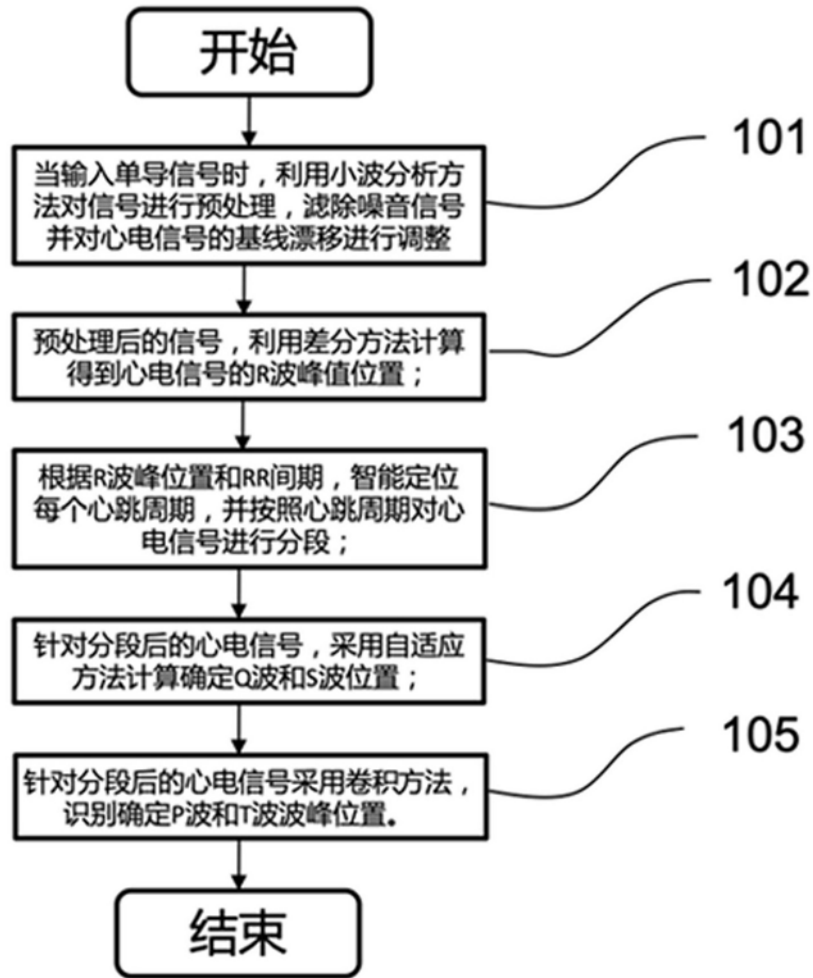 开始
当输入单导信号时，利用小波分析方
法对信号进行预处理，滤除噪音信号
并对心电信号的基线漂移进行调整
101
预处理后的信号，利用差分方法计算
得到心电信号的R波峰值位置；
102
根据R波峰位置和RR间期，智能定位
每个心跳周期，并按照心跳周期对心
电信号进行分段；
103
针对分段后的心电信号，采用自适应
方法计算确定Q波和S波位置；
104
针对分段后的心电信号采用卷积方法，
识别确定P波和T波波峰位置。
105
结束